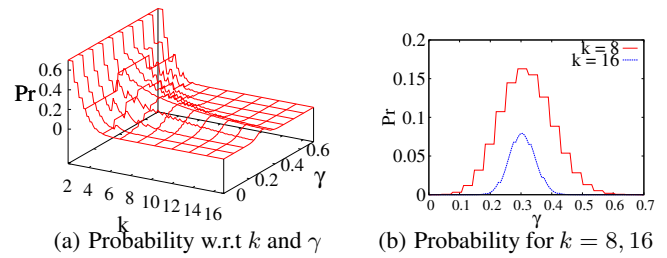 0.7
0.6
0.4
0.2
0
Pr
2 4 6 8 10 12 14 16
k
0 0.2 0.4 0.6
γ
(a) Probability w.r.t k and γ
0.2
0.15
0.1
0.05
0
Pr
k = 8
k = 16
0 0.1 0.2 0.3 0.4 0.5 0.6 0.7
γ
(b) Probability for k = 8, 16